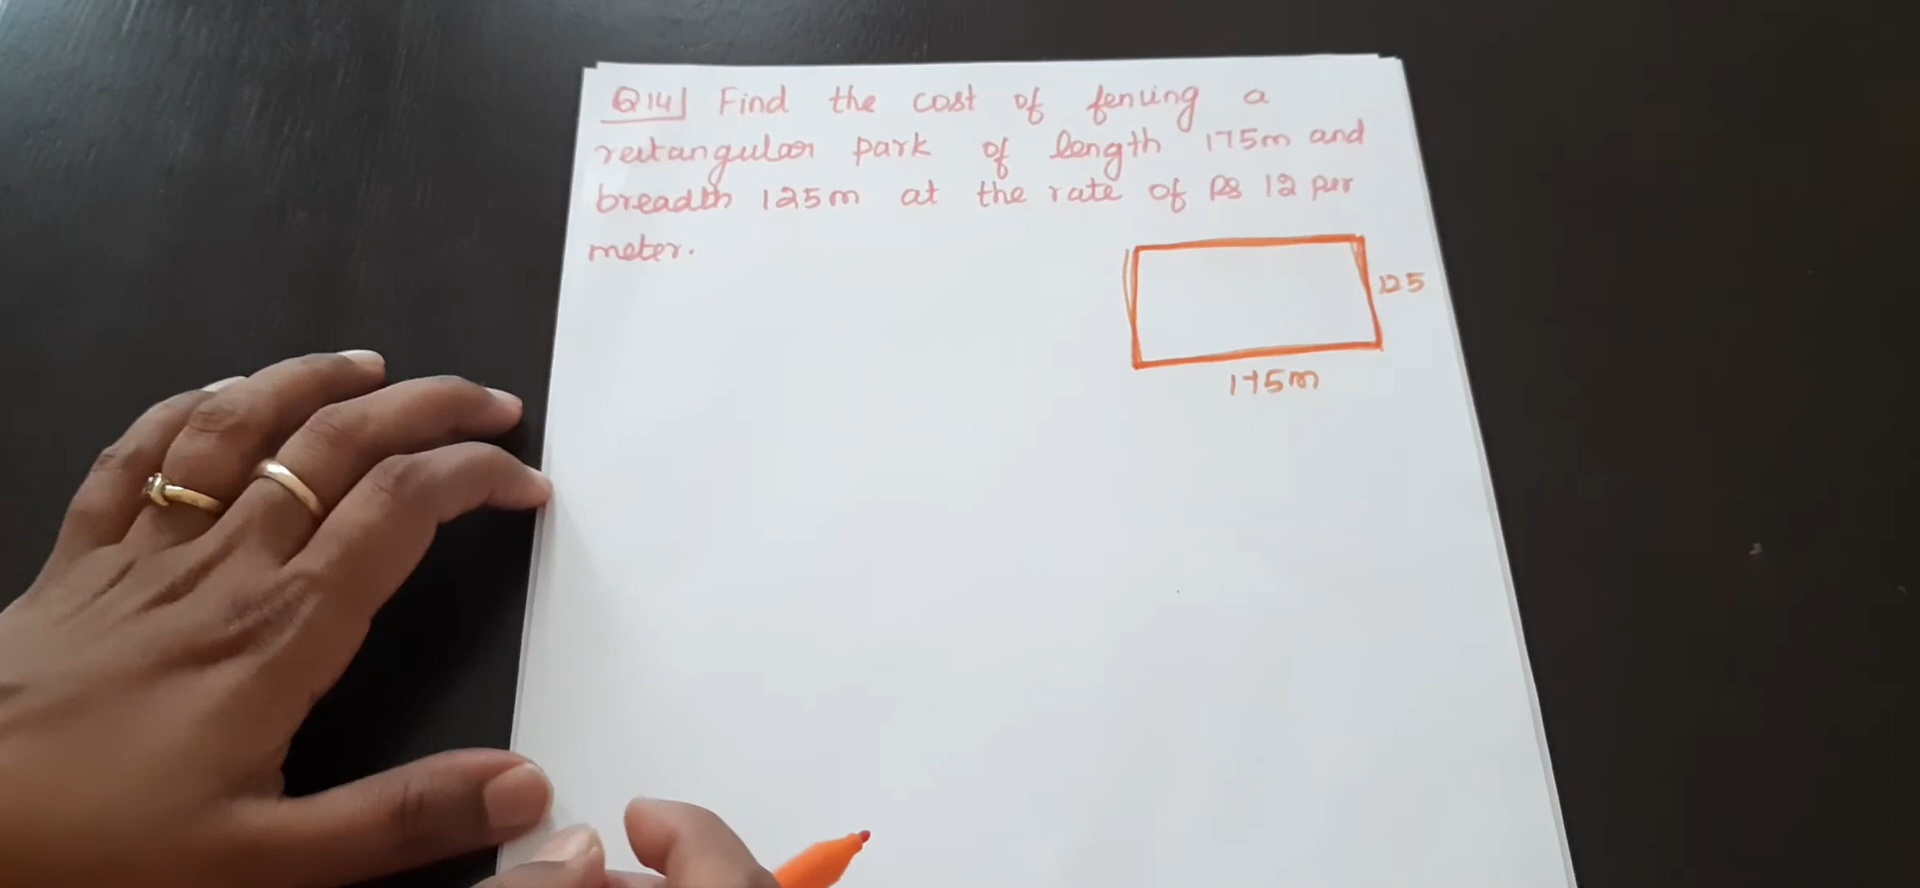 Q14] Find the cost of fencing a
rectangular park of length 175m and
breadth 125m at the rate of Rs 12 per
meter.
125
175m